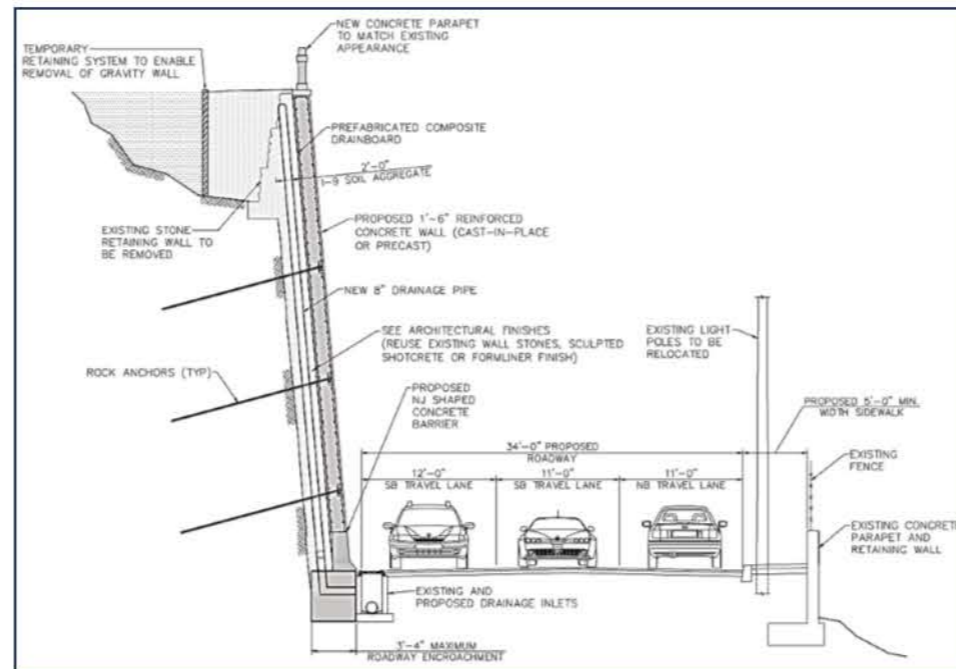 NEW CONCRETE PARAPET
TO MATCH EXISTING
APPEARANCE
TEMPORARY
RETAINING SYSTEM TO ENABLE
REMOVAL OF GRAVITY WALL
PREFABRICATED COMPOSITE
DRAINBOARD
2'-0"
I-9 SOIL AGGREGATE
EXISTING STONE
RETAINING WALL TO
BE REMOVED
PROPOSED 1'-6" REINFORCED
CONCRETE WALL (CAST-IN-PLACE
OR PRECAST)
NEW 8" DRAINAGE PIPE
SEE ARCHITECTURAL FINISHES
(REUSE EXISTING WALL STONES, SCULPTED
SHOTCRETE OR FORMLINER FINISH)
EXISTING LIGHT
POLES TO BE
RELOCATED
ROCK ANCHORS (TYP)
PROPOSED
NJ SHAPED
CONCRETE
BARRIER
PROPOSED 5'-0" MIN.
WIDTH SIDEWALK
34'-0" PROPOSED
ROADWAY
EXISTING
FENCE
12'-0"
SB TRAVEL LANE
11'-0"
SB TRAVEL LANE
11'-0"
NB TRAVEL LANE
EXISTING CONCRETE
PARAPET AND
RETAINING WALL
EXISTING AND
PROPOSED DRAINAGE INLETS
3'-4" MAXIMUM
ROADWAY ENCROACHMENT